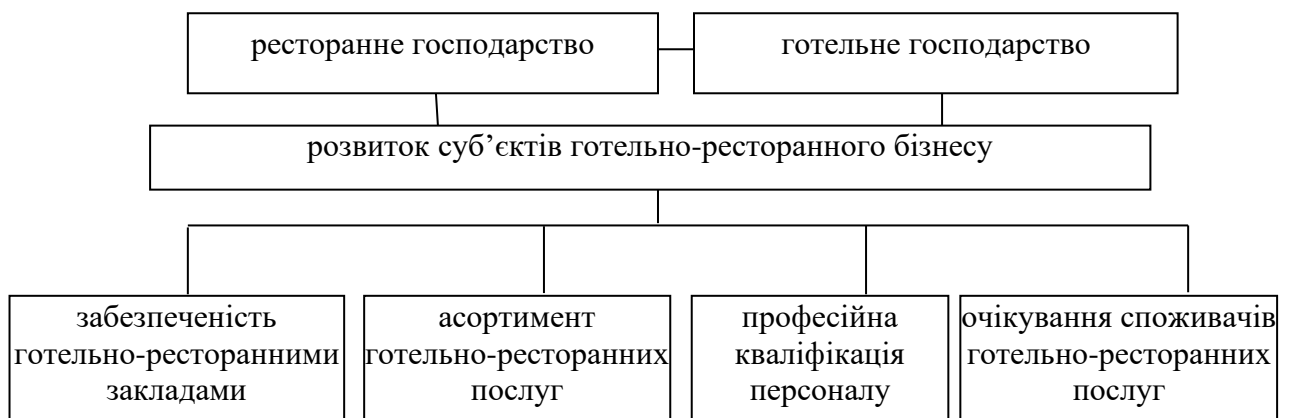 ресторанне господарство
готельне господарство
розвиток суб’єктів готельно-ресторанного бізнесу
забезпеченість
готельно-ресторанними
закладами
асортимент
готельно-ресторанних
послуг
професійна
кваліфікація
персоналу
очікування споживачів
готельно-ресторанних
послуг